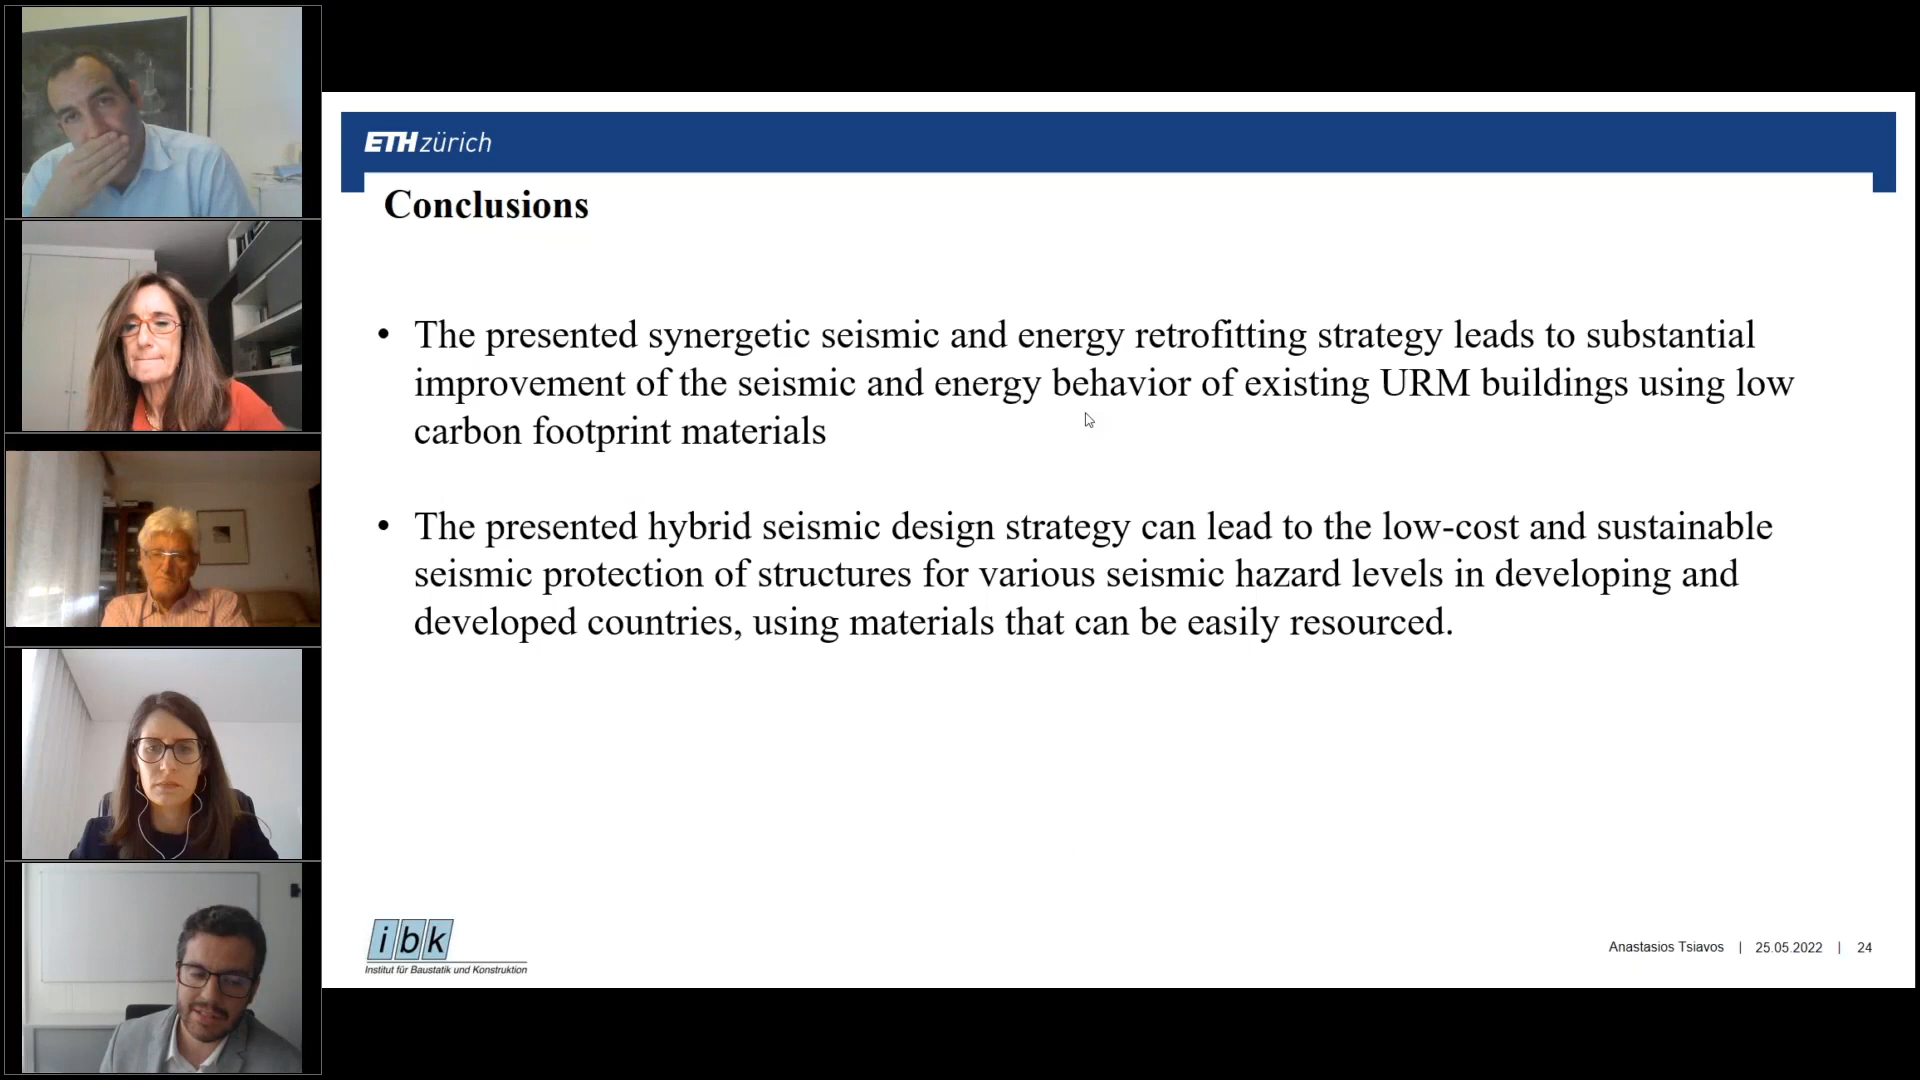 ETH zürich
Conclusions
• The presented synergetic seismic and energy retrofitting strategy leads to substantial
improvement of the seismic and energy behavior of existing URM buildings using low
carbon footprint materials
• The presented hybrid seismic design strategy can lead to the low-cost and sustainable
seismic protection of structures for various seismic hazard levels in developing and
developed countries, using materials that can be easily resourced.
ibk
Institut für Baustatik und Konstruktion
Anastasios Tsiavos | 25.05.2022 | 24